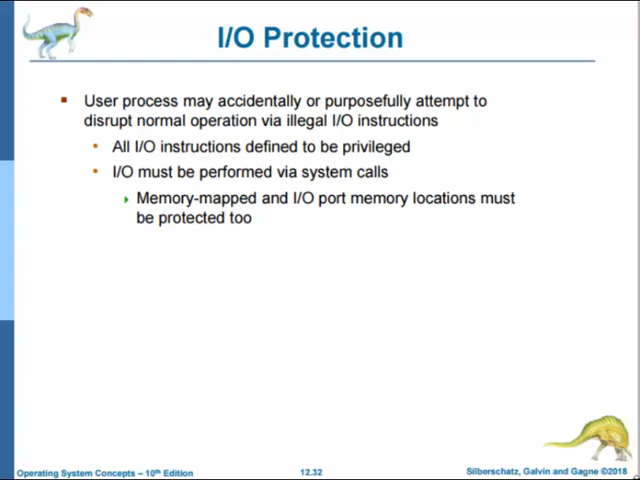 I/O Protection
▪ User process may accidentally or purposefully attempt to
disrupt normal operation via illegal I/O instructions
• All I/O instructions defined to be privileged
• I/O must be performed via system calls
Memory-mapped and I/O port memory locations must
be protected too
Operating System Concepts – 10th Edition
12.32
Silberschatz, Galvin and Gagne ©2018